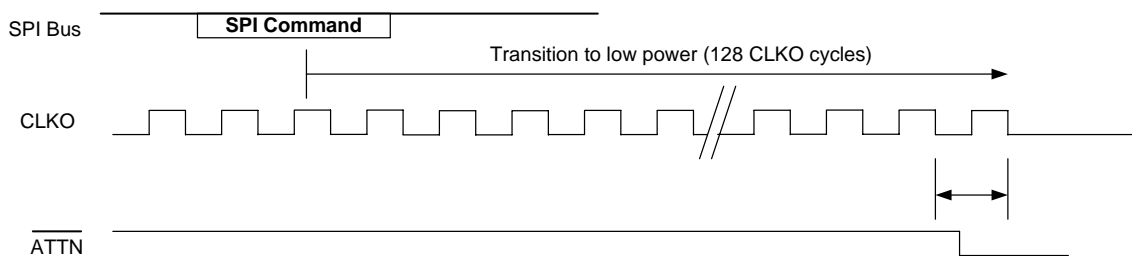 SPI Bus
SPI Command
Transition to low power (128 CLKO cycles)
CLKO
ATTN